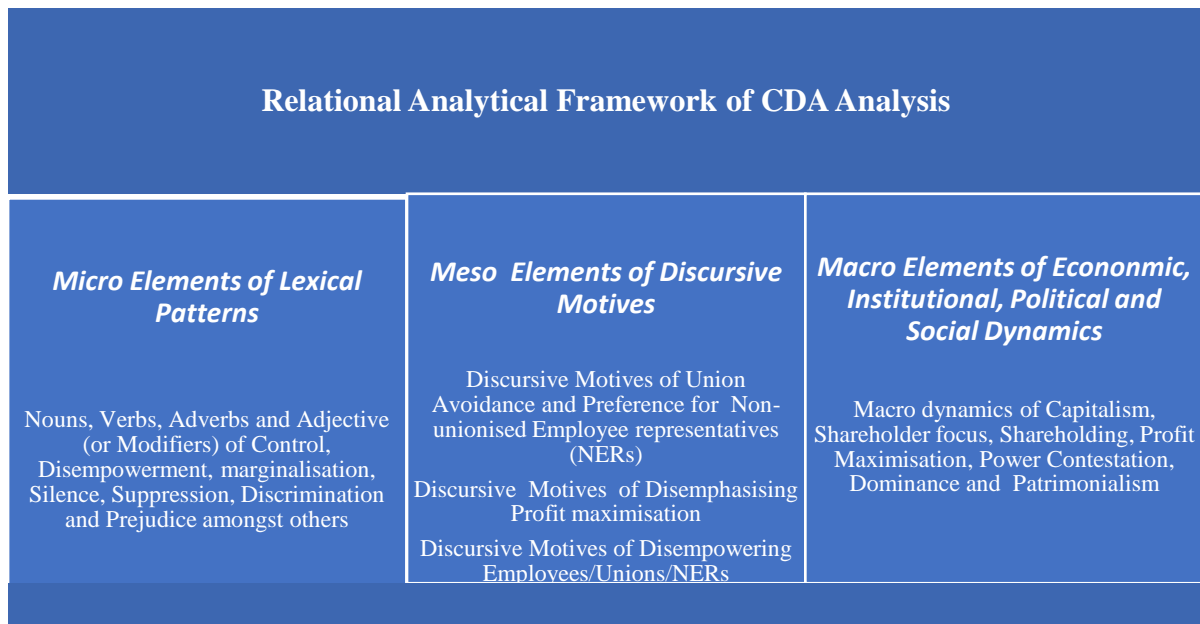 Relational Analytical Framework of CDA Analysis
Micro Elements of Lexical
Patterns
Nouns, Verbs, Adverbs and Adjective
(or Modifiers) of Control,
Disempowerment, marginalisation,
Silence, Suppression, Discrimination
and Prejudice amongst others
Meso Elements of Discursive
Motives
Discursive Motives of Union
Avoidance and Preference for Non-
unionised Employee representatives
(NERs)
Discursive Motives of Disemphasising
Profit maximisation
Discursive Motives of Disempowering
Employees/Unions/NERs
Macro Elements of Econonmic,
Institutional, Political and
Social Dynamics
Macro dynamics of Capitalism,
Shareholder focus, Shareholding, Profit
Maximisation, Power Contestation,
Dominance and Patrimonialism